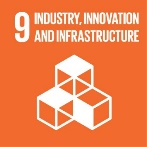 9 INDUSTRY, INNOVATION
AND INFRASTRUCTURE